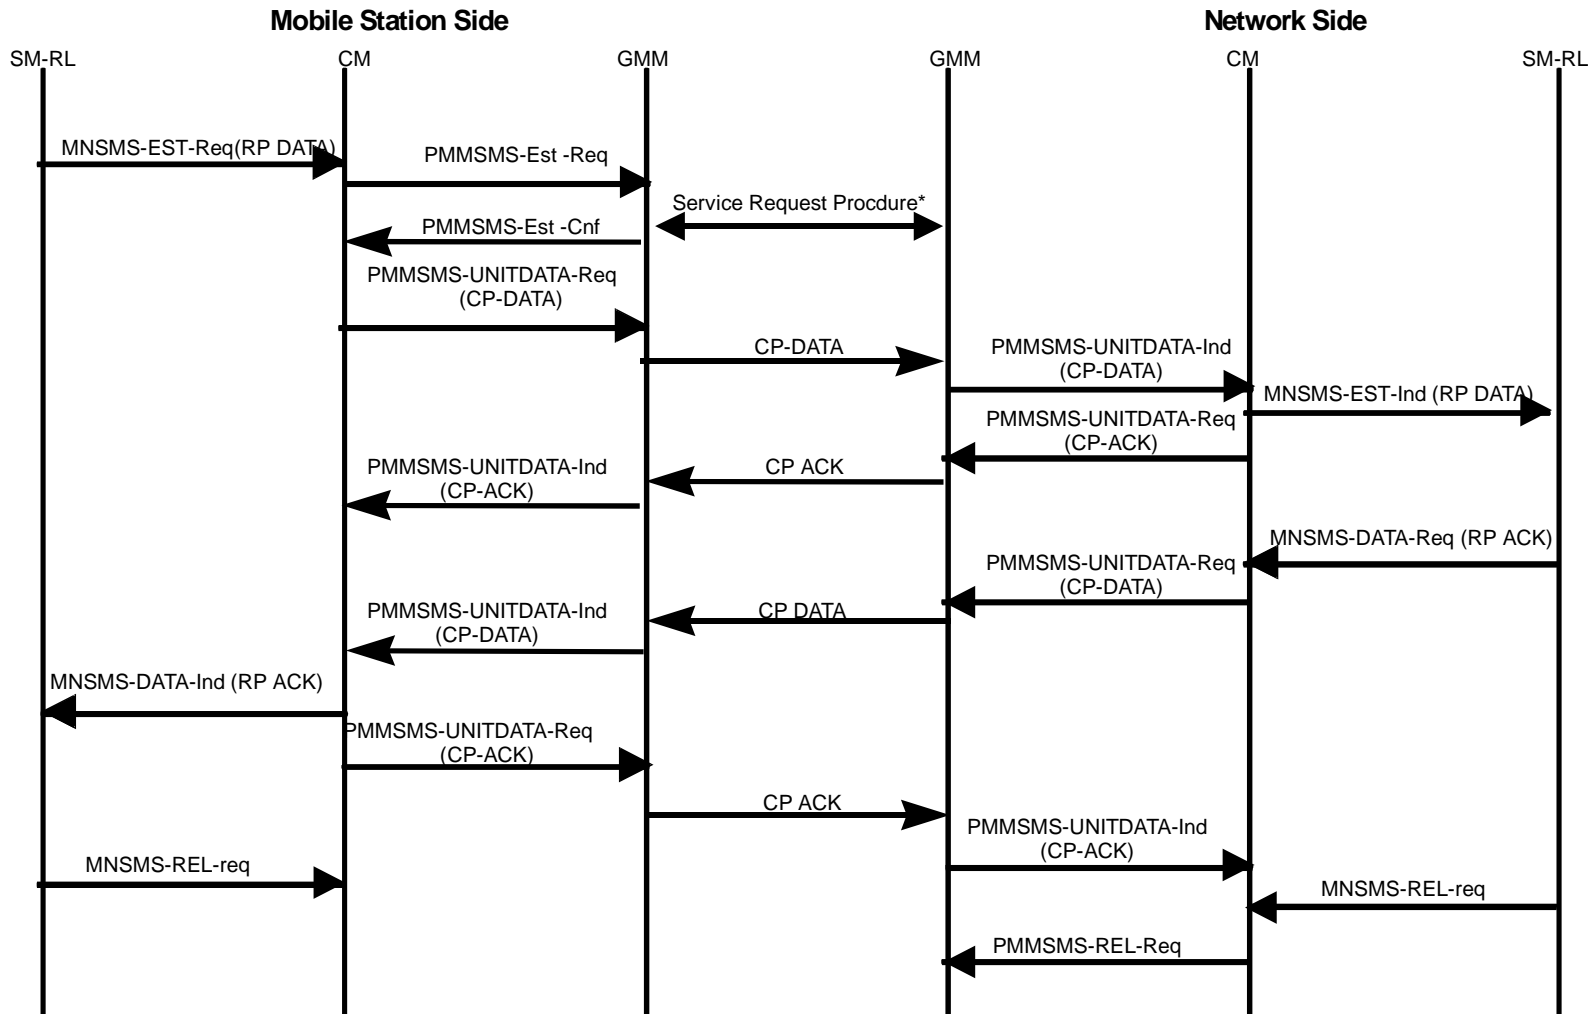 Mobile Station Side
Network Side
SM-RL
CM
GMM
GMM
CM
SM-RL
MNSMS-EST-Req(RP DATA)
PMMSMS-Est -Req
Service Request Procdure*
PMMSMS-Est -Cnf
PMMSMS-UNITDATA-Req
(CP-DATA)
CP-DATA
PMMSMS-UNITDATA-Ind
(CP-DATA)
MNSMS-EST-Ind (RP DATA)
PMMSMS-UNITDATA-Req
(CP-ACK)
CP ACK
PMMSMS-UNITDATA-Ind
(CP-ACK)
MNSMS-DATA-Req (RP ACK)
PMMSMS-UNITDATA-Req
(CP-DATA)
CP DATA
PMMSMS-UNITDATA-Ind
(CP-DATA)
MNSMS-DATA-Ind (RP ACK)
PMMSMS-UNITDATA-Req
(CP-ACK)
CP ACK
PMMSMS-UNITDATA-Ind
(CP-ACK)
MNSMS-REL-req
MNSMS-REL-req
PMMSMS-REL-Req